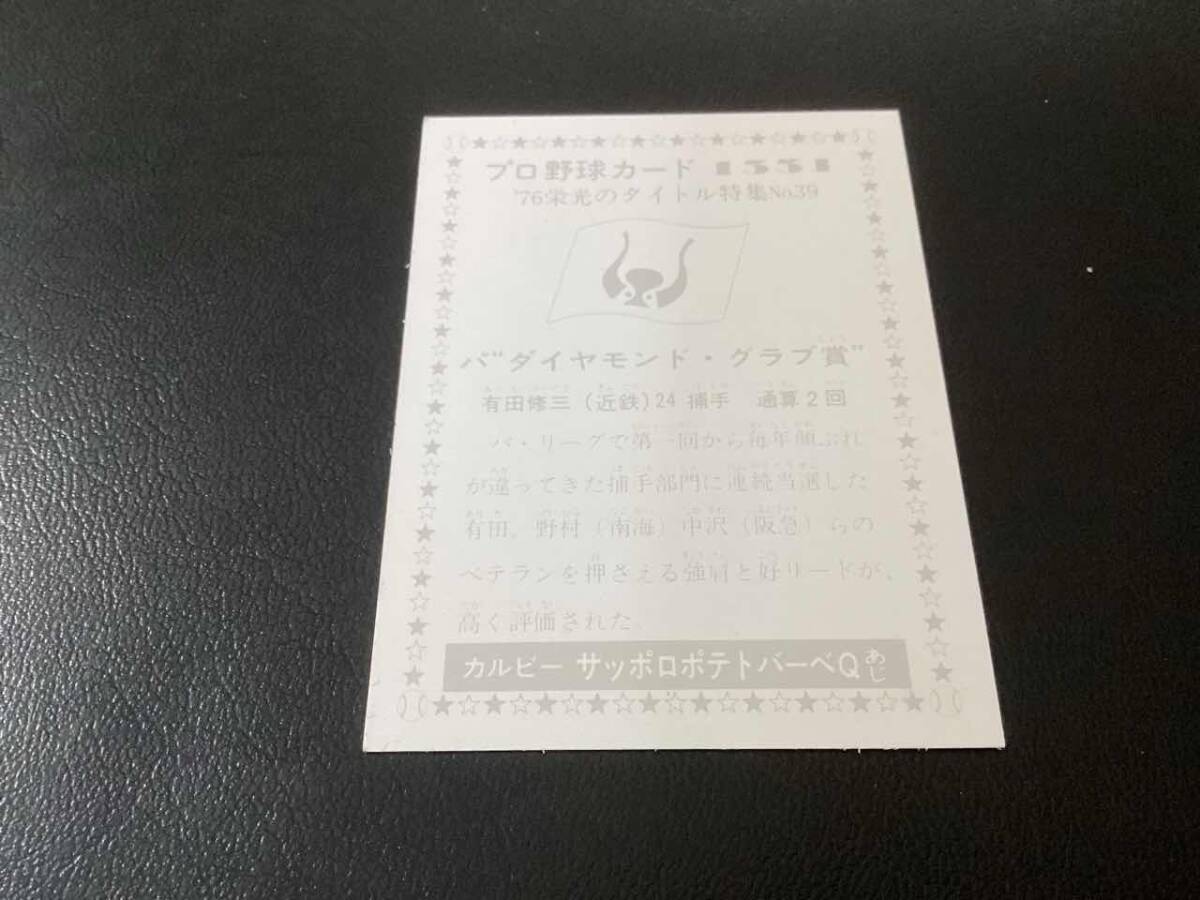 プロ野球カード
'76栄光のタイトル特集No.39
パ"ダイヤモンド・グラブ賞"
有田修三(近鉄)24 捕手 通算2回
パ・リーグで第一回から毎年顔ぶれ
が違ってきた捕手部門に連続当選した
有田。野村(南海)中沢(阪急)らの
ベテランを押さえる強肩と好リードが、
高く評価された。
カルビー サッポロポテトバーベQあじ